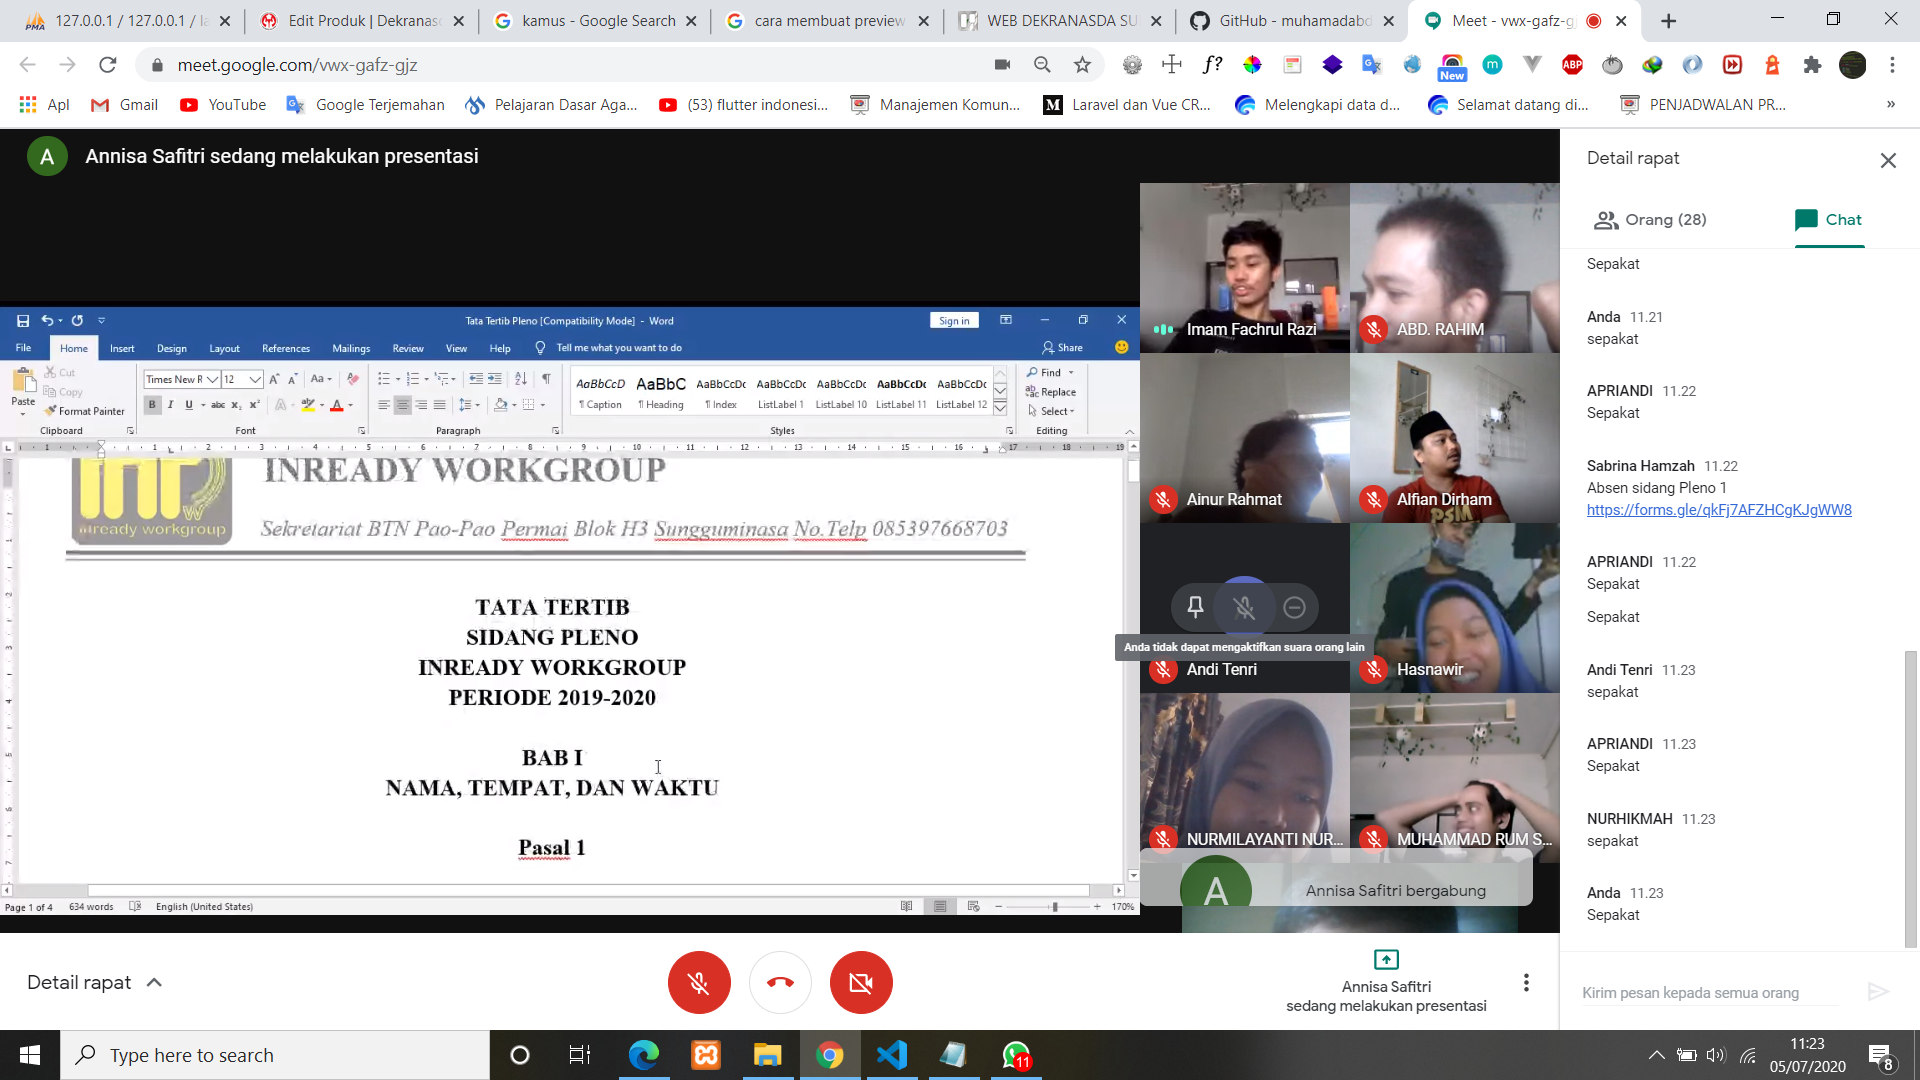 127.0.0.1 / 127.0.0.1 / la
Edit Produk | Dekranasd
kamus - Google Search
cara membuat preview
WEB DEKRANASDA SU
GitHub - muhamadabd
Meet - vwx-gafz-gj
meet.google.com/vwx-gafz-gjz
New
ABP
Apl
Gmail
YouTube
Google Terjemahan
Pelajaran Dasar Aga...
(53) flutter indonesi...
Manajemen Komun...
Laravel dan Vue CR...
Melengkapi data d...
Selamat datang di...
PENJADWALAN PR...
A
Annisa Safitri sedang melakukan presentasi
Tata Tertib Pleno [Compatibility Mode] - Word
Sign in
File
Home
Insert
Design
Layout
References
Mailings
Review
View
Help
Tell me what you want to do
Share
Paste
Cut
Copy
Format Painter
Clipboard
Times New R
12
Font
Paragraph
AaBbCcD
AaBbC
AaBbCcDc
AaBbCcDc
AaBbCcDc
AaBbCcDc
AaBbCcDc
¶ Caption
¶ Heading
¶ Index
ListLabel 1
ListLabel 10
ListLabel 11
ListLabel 12
Styles
Find
Replace
Select
Editing
inready workgroup
INREADY WORKGROUP
Sekretariat BTN Pao-Pao Permai Blok H3 Sungguminasa No.Telp 085397668703
TATA TERTIB
SIDANG PLENO
INREADY WORKGROUP
PERIODE 2019-2020
BAB I
NAMA, TEMPAT, DAN WAKTU
Pasal 1
Page 1 of 4
634 words
English (United States)
170%
Imam Fachrul Razi
ABD. RAHIM
Ainur Rahmat
Alfian Dirham
Anda tidak dapat mengaktifkan suara orang lain
Andi Tenri
Hasnawir
NURMILAYANTI NUR...
MUHAMMAD RUM S...
A
Annisa Safitri bergabung
Detail rapat
Orang (28)
Chat
Sepakat
Anda 11.21
sepakat
APRIANDI 11.22
Sepakat
Sabrina Hamzah 11.22
Absen sidang Pleno 1
https://forms.gle/qkFj7AFZHCgKJgWW8
APRIANDI 11.22
Sepakat
Sepakat
Andi Tenri 11.23
sepakat
APRIANDI 11.23
Sepakat
NURHIKMAH 11.23
sepakat
Anda 11.23
Sepakat
Kirim pesan kepada semua orang
Detail rapat
Annisa Safitri
sedang melakukan presentasi
Type here to search
11
11:23
05/07/2020
8